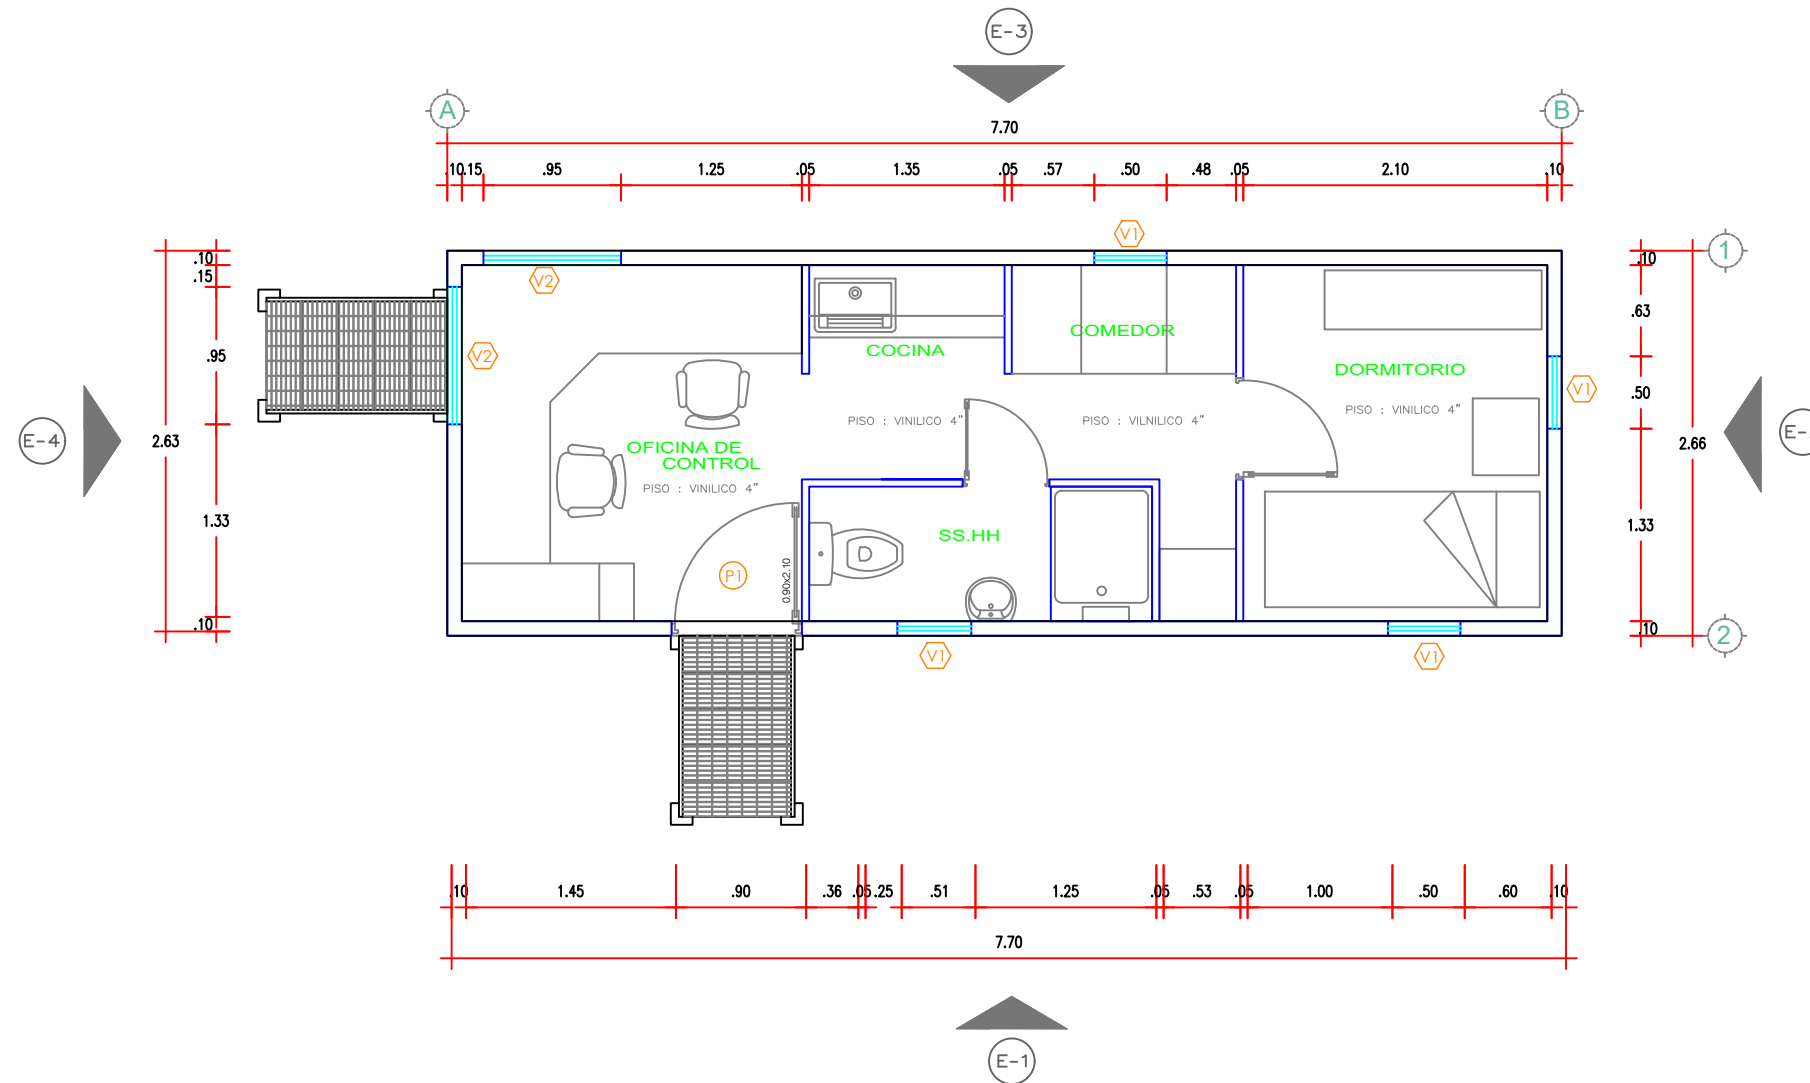 E-3
A
B
7.70
.10
.15
.95
1.25
.05
1.35
.05
.57
.50
.48
.05
2.10
.10
V1
1
.10
.15
.10
V2
.63
COMEDOR
COCINA
.95
V2
DORMITORIO
V1
.50
PISO : VINILICO 4"
PISO : VINILICO 4"
PISO : VILNILICO 4"
E-4
2.63
2.66
E-
OFICINA DE
CONTROL
PISO : VINILICO 4"
1.33
1.33
SS.HH
P1
0.90x2.10
.10
.10
2
V1
V1
.10
1.45
.90
.36
.05
.25
.51
1.25
.05
.53
.05
1.00
.50
.60
.10
7.70
E-1